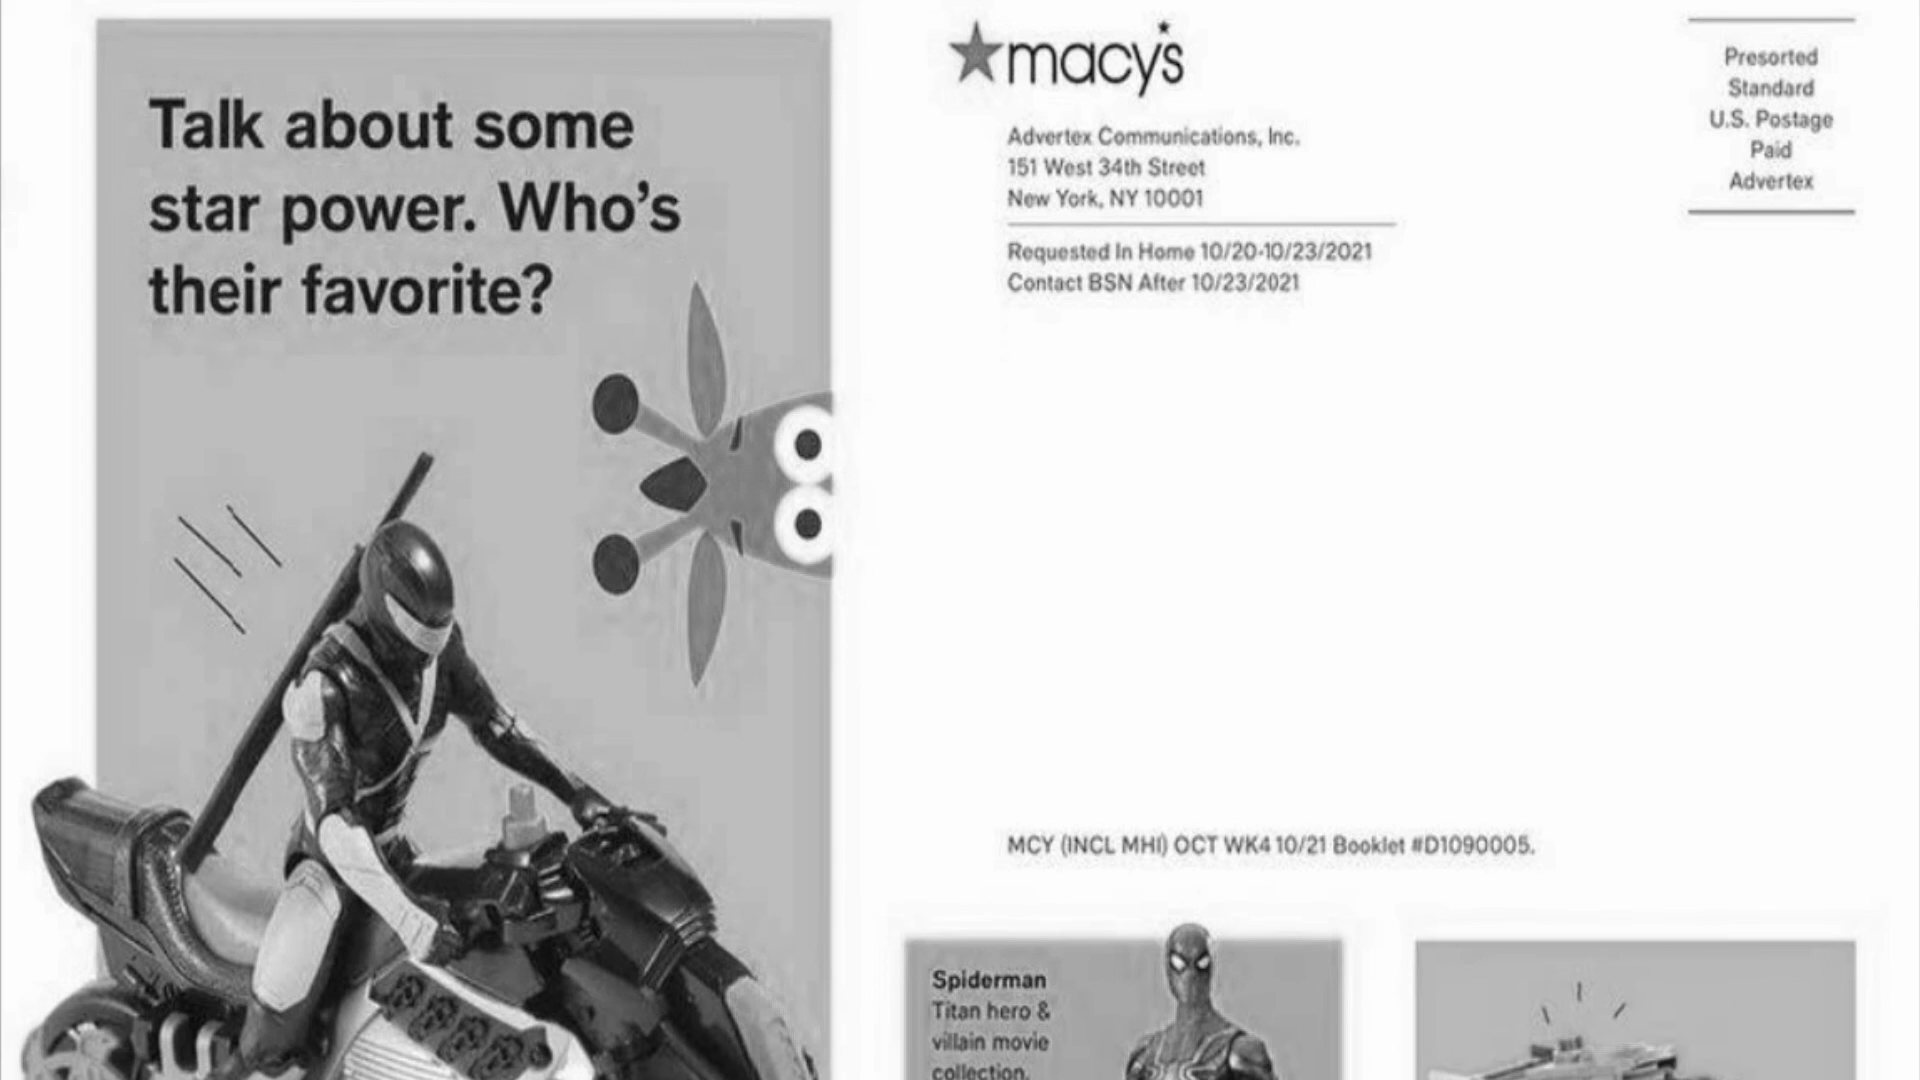 Talk about some
star power. Who's
their favorite?
macy's
Advertex Communications, Inc.
151 West 34th Street
New York, NY 10001
Requested In Home 10/20-10/23/2021
Contact BSN After 10/23/2021
Presorted
Standard
U.S. Postage
Paid
Advertex
MCY (INCL MHI) OCT WK4 10/21 Booklet #D1090005.
Spiderman
Titan hero &
villain movie
collection.